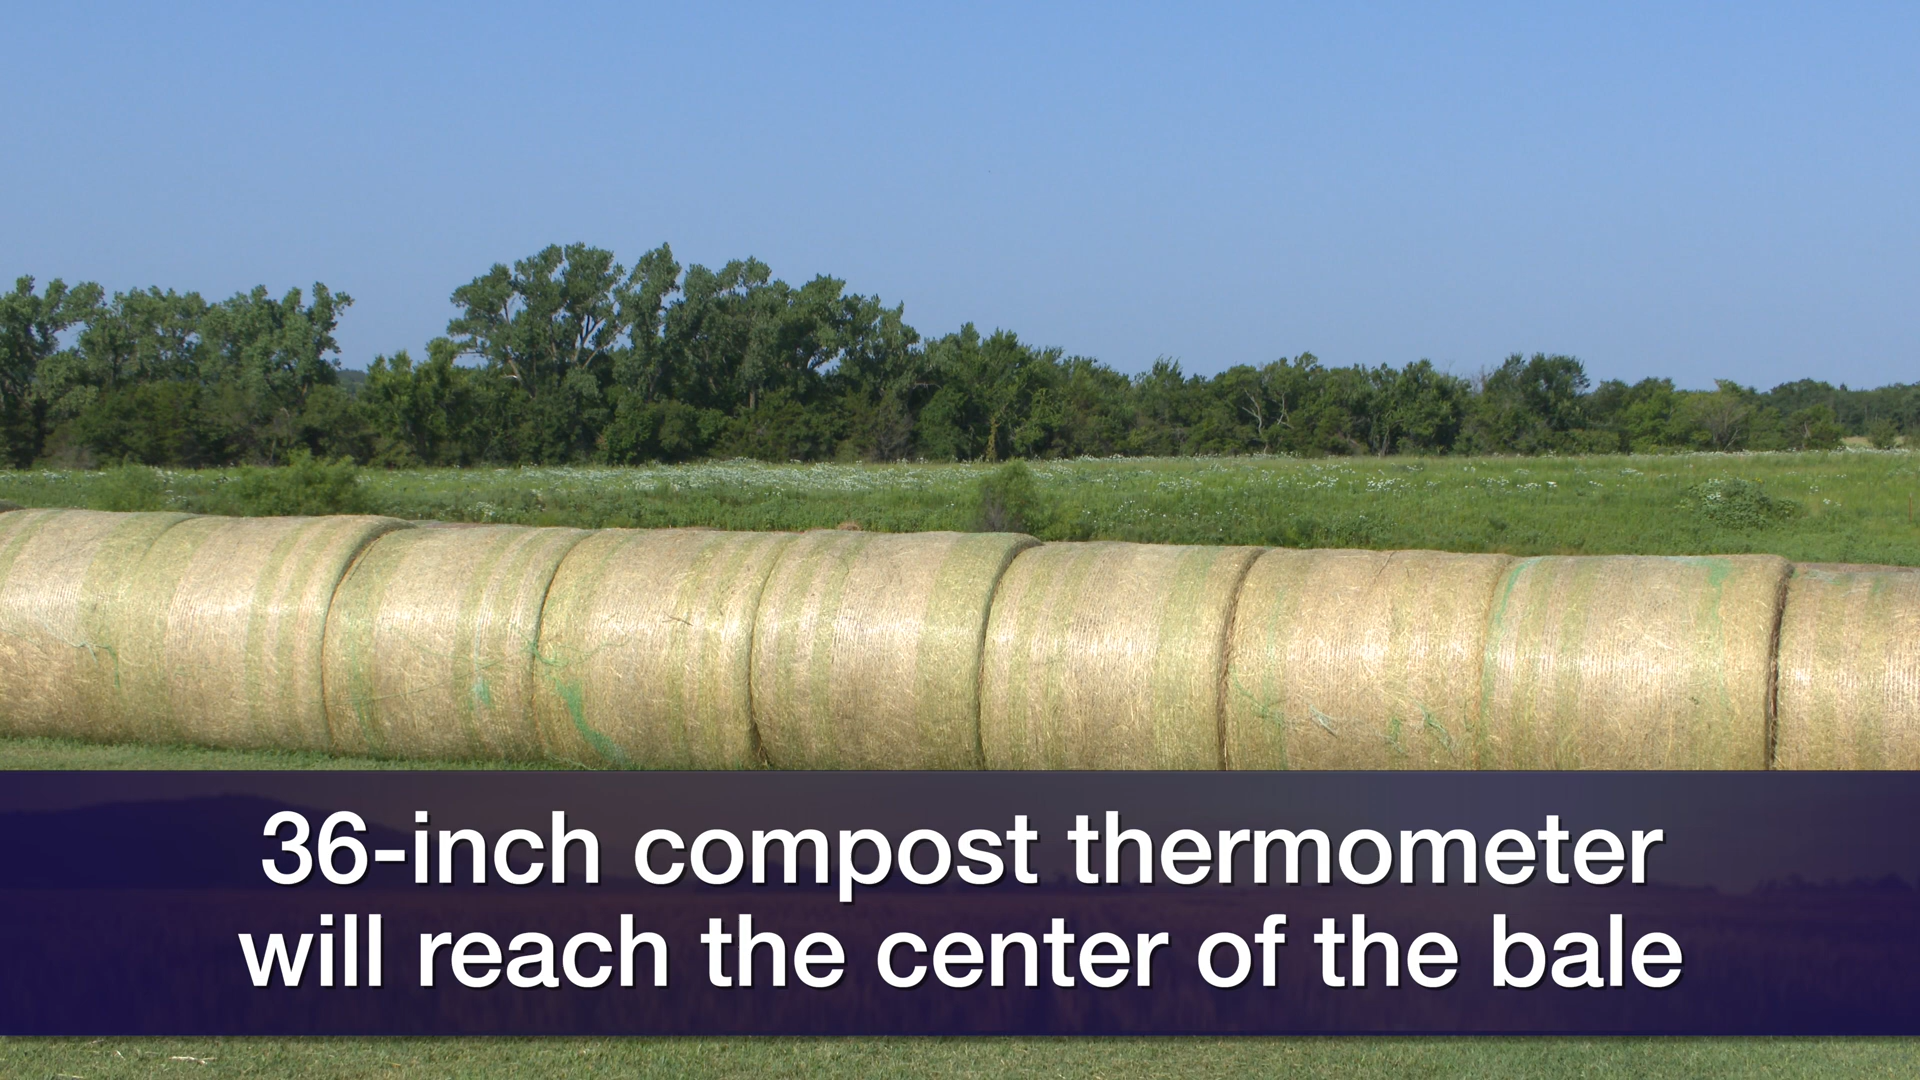 36-inch compost thermometer
will reach the center of the bale